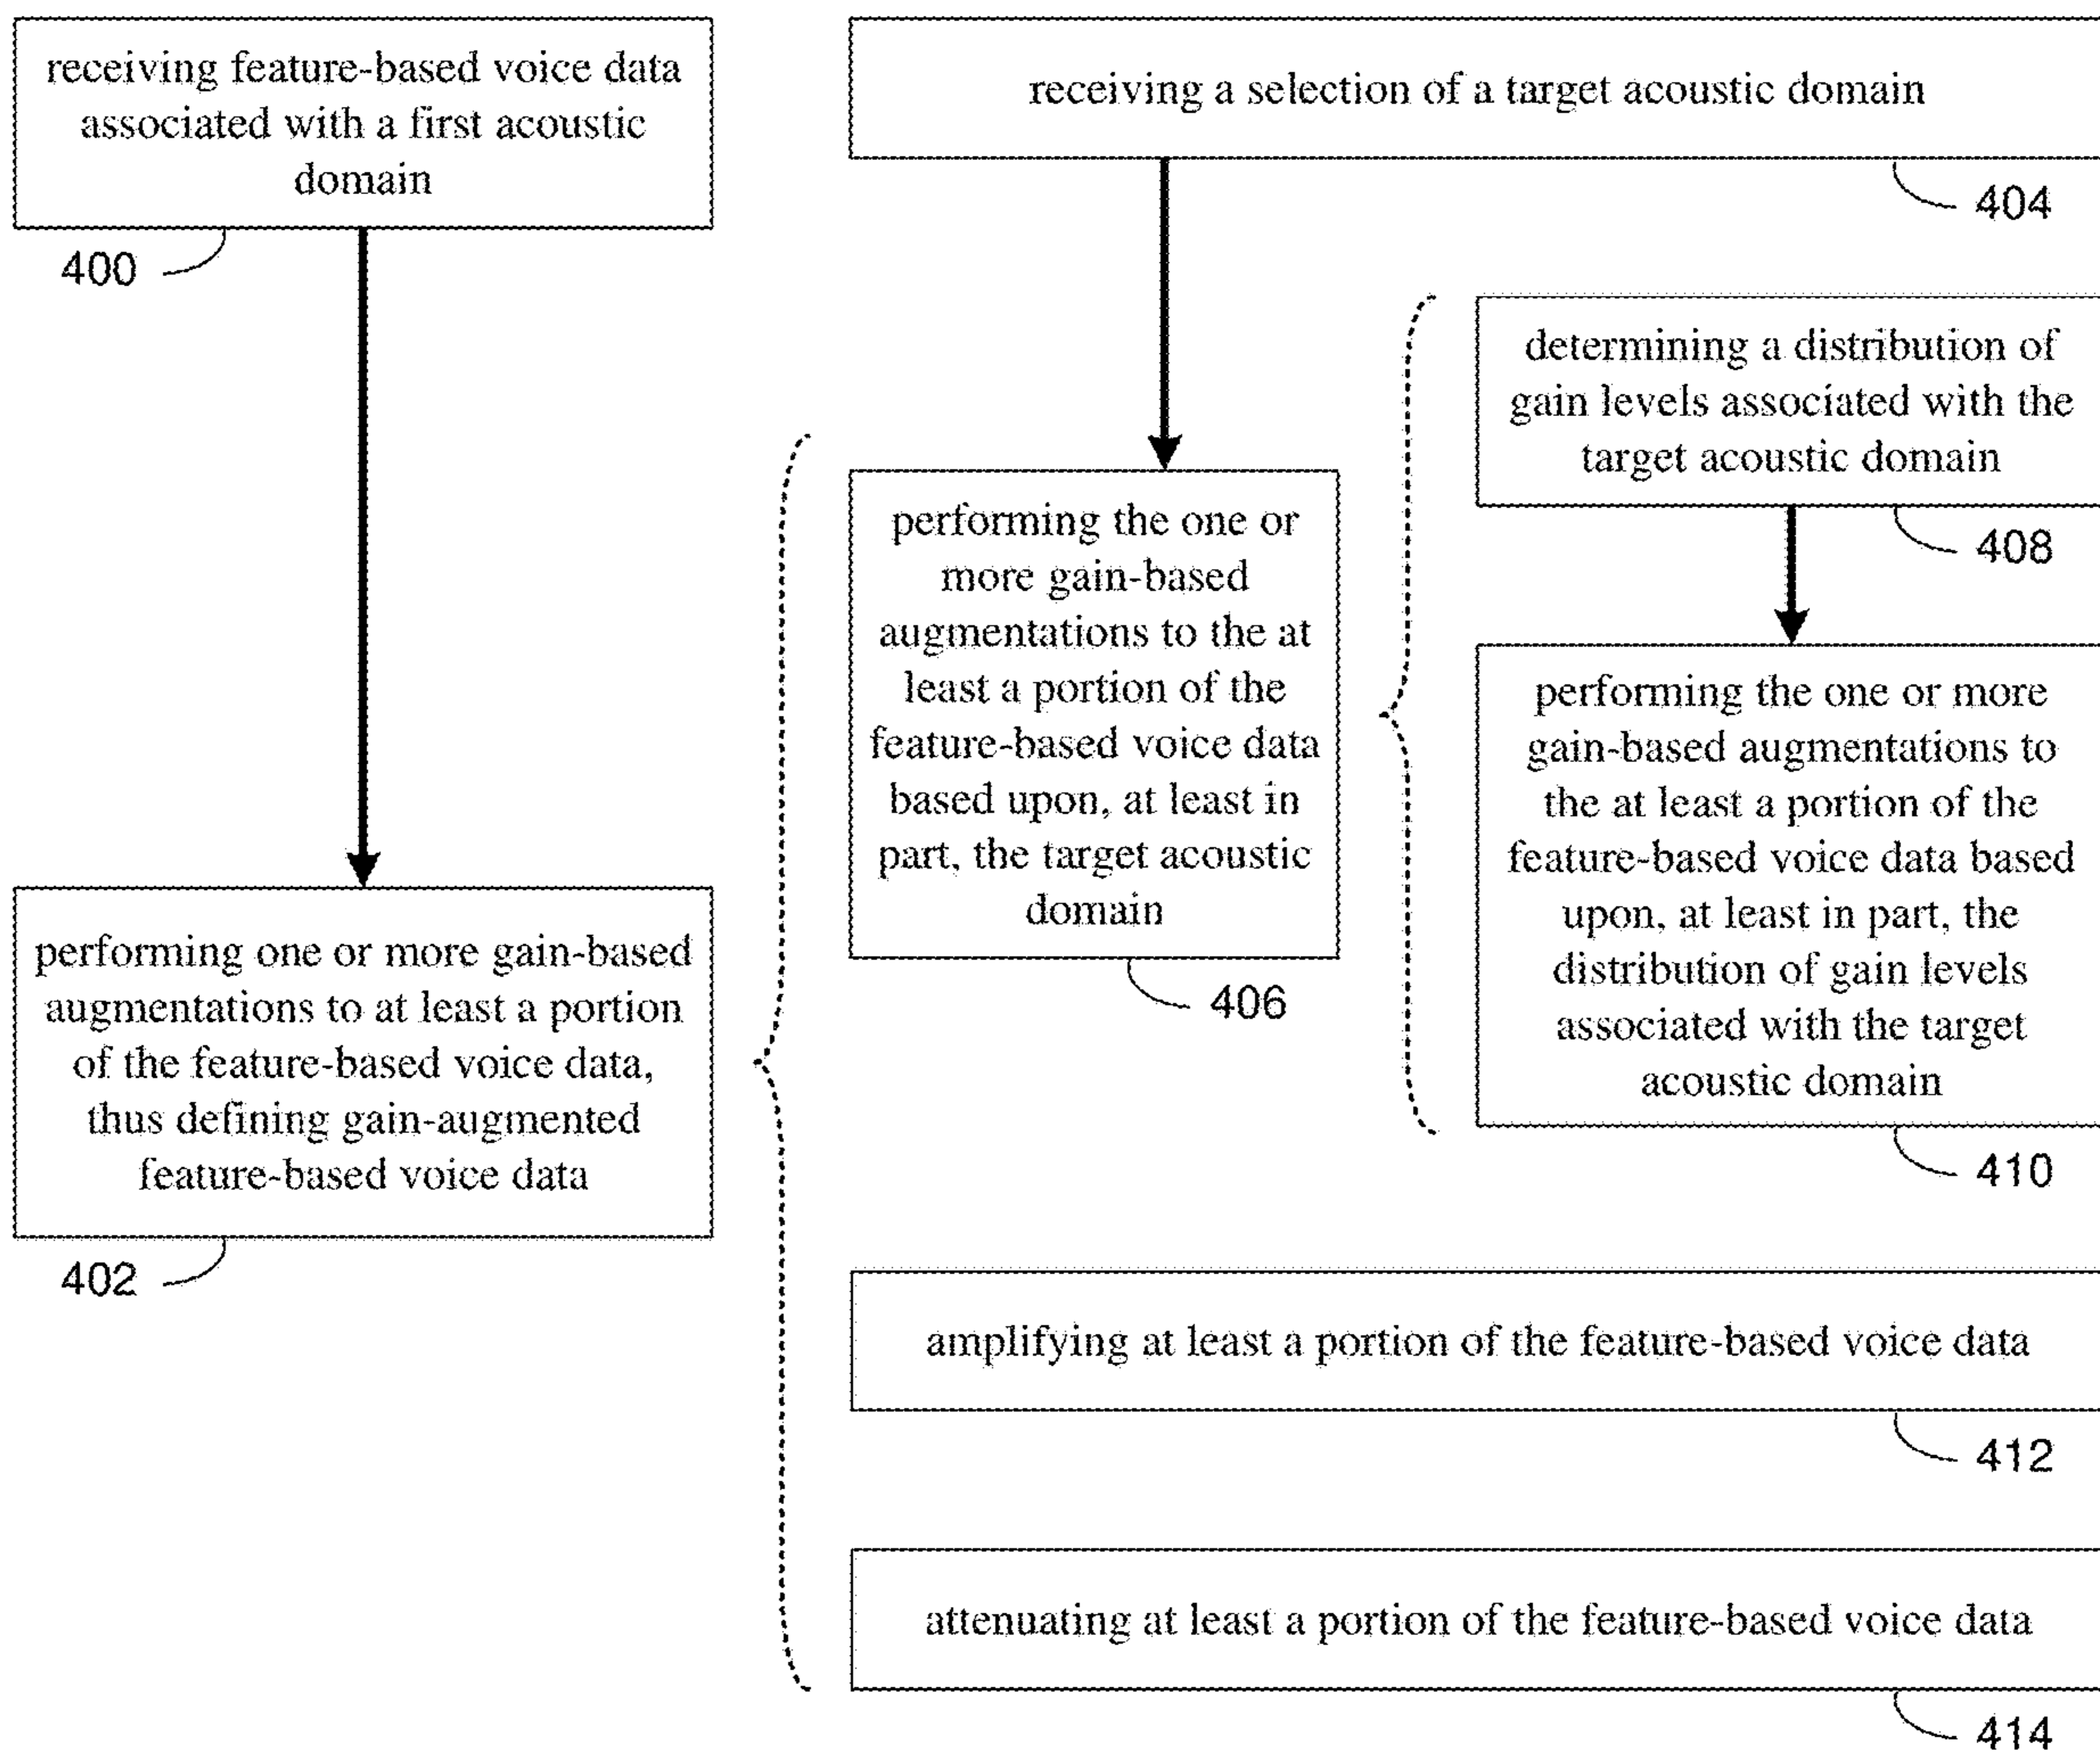 receiving feature-based voice data
associated with a first acoustic
domain
400
performing one or more gain-based
augmentations to at least a portion
of the feature-based voice data,
thus defining gain-augmented
feature-based voice data
402
receiving a selection of a target acoustic domain
404
performing the one or
more gain-based
augmentations to the at
least a portion of the
feature-based voice data
based upon, at least in
part, the target acoustic
domain
406
determining a distribution of
gain levels associated with the
target acoustic domain
408
performing the one or more
gain-based augmentations to
the at least a portion of the
feature-based voice data based
upon, at least in part, the
distribution of gain levels
associated with the target
acoustic domain
410
amplifying at least a portion of the feature-based voice data
412
attenuating at least a portion of the feature-based voice data
414